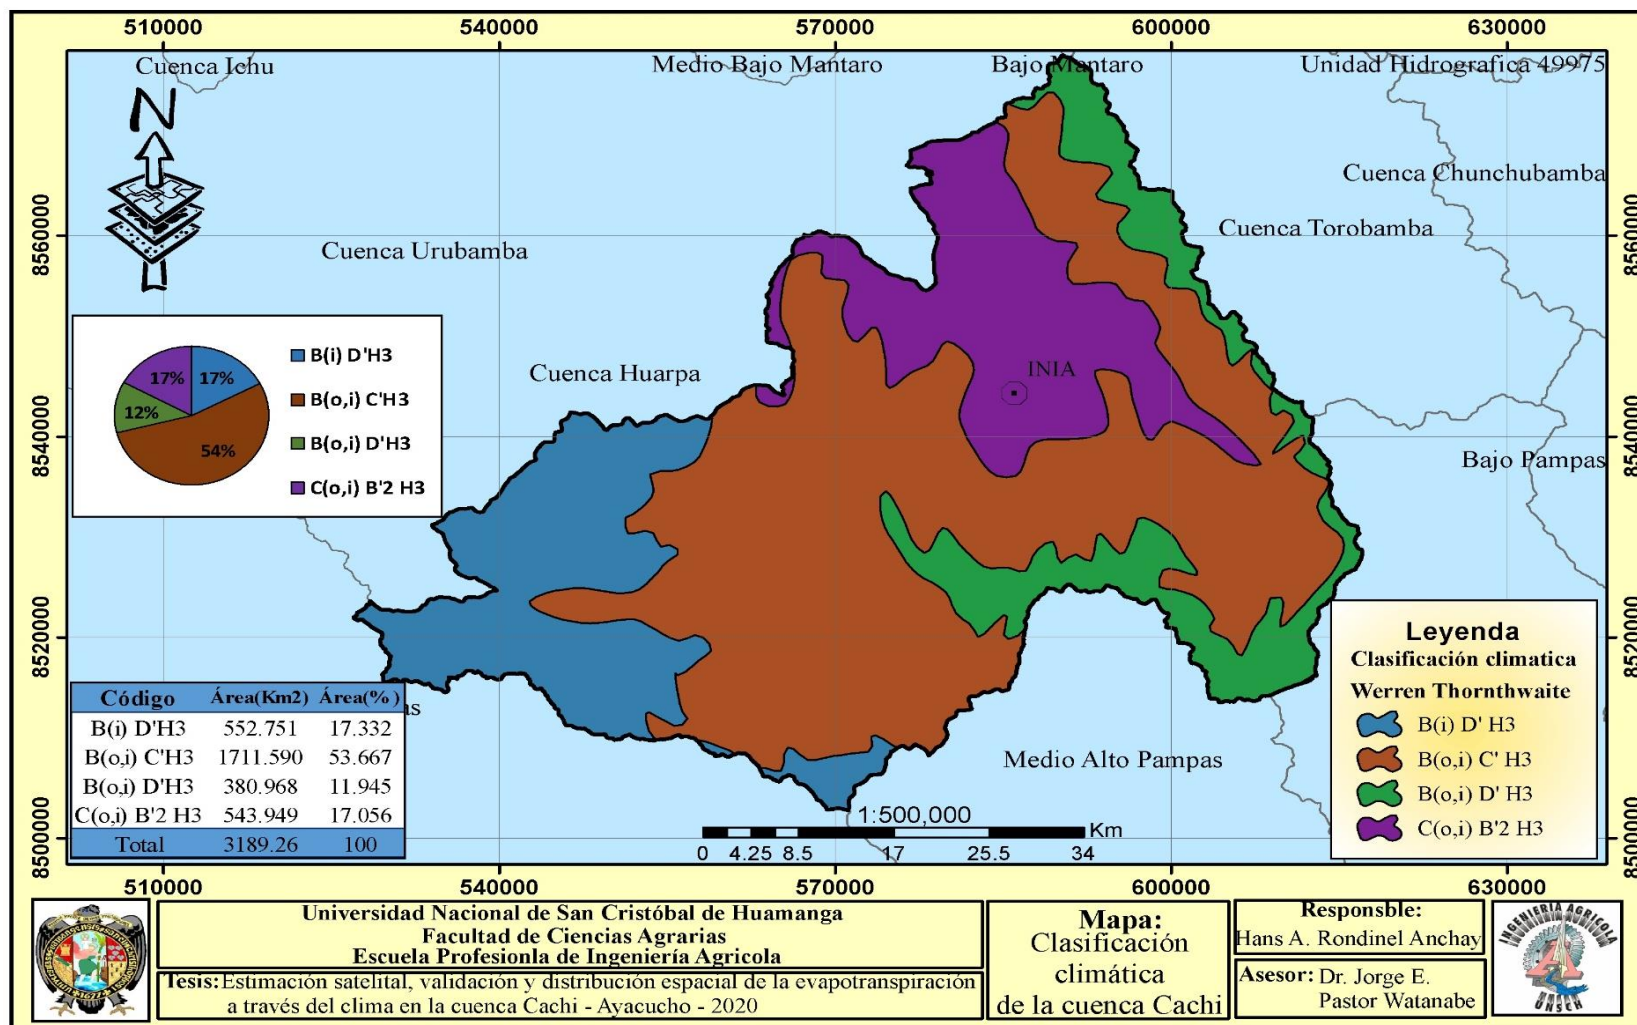 510000 540000 570000 600000 630000
Cuenca Ichu Medio Bajo Mantaro Bajo Mantaro Unidad Hidrografica 49975
N
Cuenca Chunchubamba
Cuenca Torobamba
Cuenca Urubamba
8560000 8560000
B(i) D'H3
B(o,i) C'H3
B(o,i) D'H3
C(o,i) B'2 H3
17% 17%
12%
54%
Cuenca Huarpa
INIA
8540000 8540000
Bajo Pampas
8520000 8520000
Leyenda
Clasificación climatica
Werren Thornthwaite
B(i) D' H3
B(o,i) C' H3
B(o,i) D' H3
C(o,i) B'2 H3
Código Área(Km2) Área(%)
B(i) D'H3 552.751 17.332
B(o,i) C'H3 1711.590 53.667
B(o,i) D'H3 380.968 11.945
C(o,i) B'2 H3 543.949 17.056
Total 3189.26 100
as
Medio Alto Pampas
1:500,000
Km
0 4.25 8.5 17 25.5 34
8500000 8500000
510000 540000 570000 600000 630000
Universidad Nacional de San Cristóbal de Huamanga
Facultad de Ciencias Agrarias
Escuela Profesionla de Ingeniería Agricola
Tesis:Estimación satelital, validación y distribución espacial de la evapotranspiración
a través del clima en la cuenca Cachi - Ayacucho - 2020
Mapa:
Clasificación
climática
de la cuenca Cachi
Responsble:
Hans A. Rondinel Anchay
Asesor: Dr. Jorge E.
Pastor Watanabe
INGENIERIA AGRICOLA
UNSCH